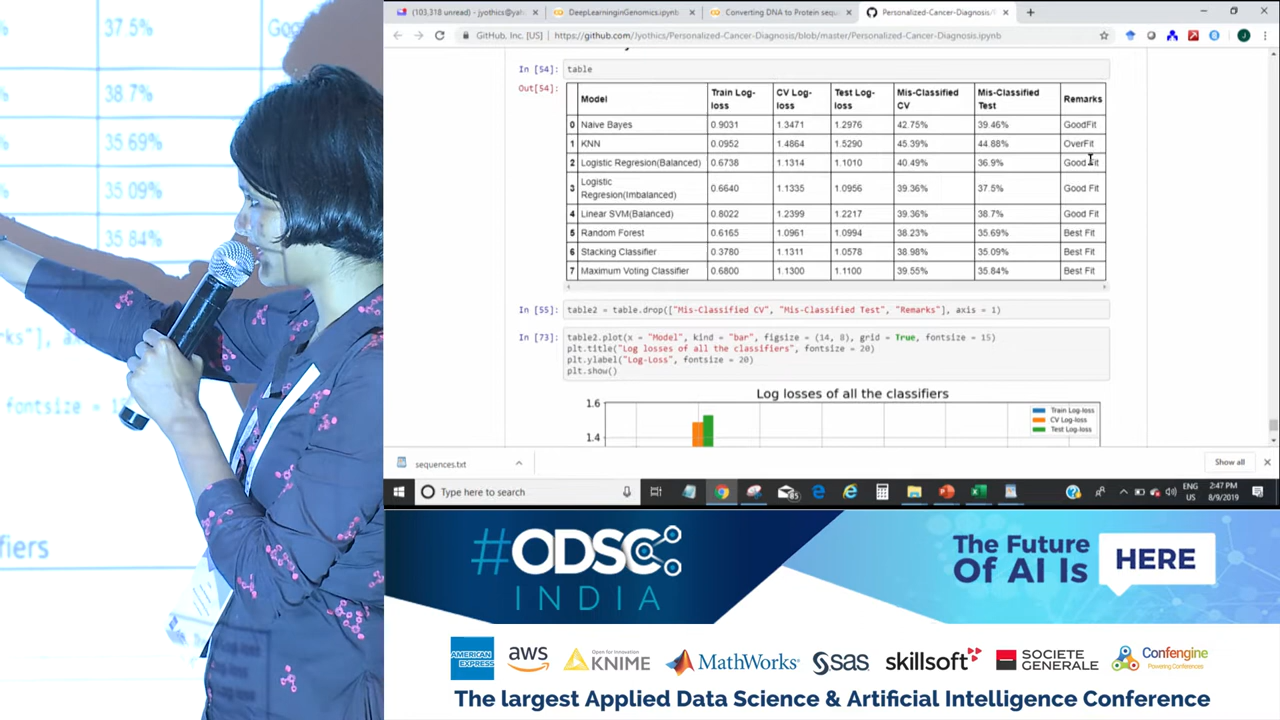 37.5%
Goo
38.7%
35.69%
35.09%
35.84%
rks"], ax
fontsize = 1
fiers
(103,318 unread) - jyothics@yah
DeepLearninginGenomics.ipynb
Converting DNA to Protein seq
Personalized-Cancer-Diagnosis/P
GitHub, Inc. [US] | https://github.com/Jyothics/Personalized-Cancer-Diagnosis/blob/master/Personalized-Cancer-Diagnosis.ipynb
In [54]: table
Out[54]:
Model Train Log-loss CV Log-loss Test Log-loss Mis-Classified CV Mis-Classified Test Remarks
0 Naive Bayes 0.9031 1.3471 1.2976 42.75% 39.46% GoodFit
1 KNN 0.0952 1.4864 1.5290 45.39% 44.88% OverFit
2 Logistic Regresion(Balanced) 0.6738 1.1314 1.1010 40.49% 36.9% Good Fit
3 Logistic Regresion(Imbalanced) 0.6640 1.1335 1.0956 39.36% 37.5% Good Fit
4 Linear SVM(Balanced) 0.8022 1.2399 1.2217 39.36% 38.7% Good Fit
5 Random Forest 0.6165 1.0961 1.0994 38.23% 35.69% Best Fit
6 Stacking Classifier 0.3780 1.1311 1.0578 38.98% 35.09% Best Fit
7 Maximum Voting Classifier 0.6800 1.1300 1.1100 39.55% 35.84% Best Fit
In [55]: table2 = table.drop(["Mis-Classified CV", "Mis-Classified Test", "Remarks"], axis = 1)
In [73]: table2.plot(x = "Model", kind = "bar", figsize = (14, 8), grid = True, fontsize = 15)
plt.title("Log losses of all the classifiers", fontsize = 20)
plt.ylabel("Log-Loss", fontsize = 20)
plt.show()
Log losses of all the classifiers
1.6
1.4
Train Log-loss
CV Log-loss
Test Log-loss
sequences.txt
Show all
Type here to search
85
ENG
US
2:47 PM
8/9/2019
#ODSC
INDIA
The Future
Of AI Is
HERE
AMERICAN
EXPRESS
aws
Open for Innovation
KNIME
MathWorks
sas
skillsoft
SOCIETE
GENERALE
Confengine
Powering Conferences
The largest Applied Data Science & Artificial Intelligence Conference